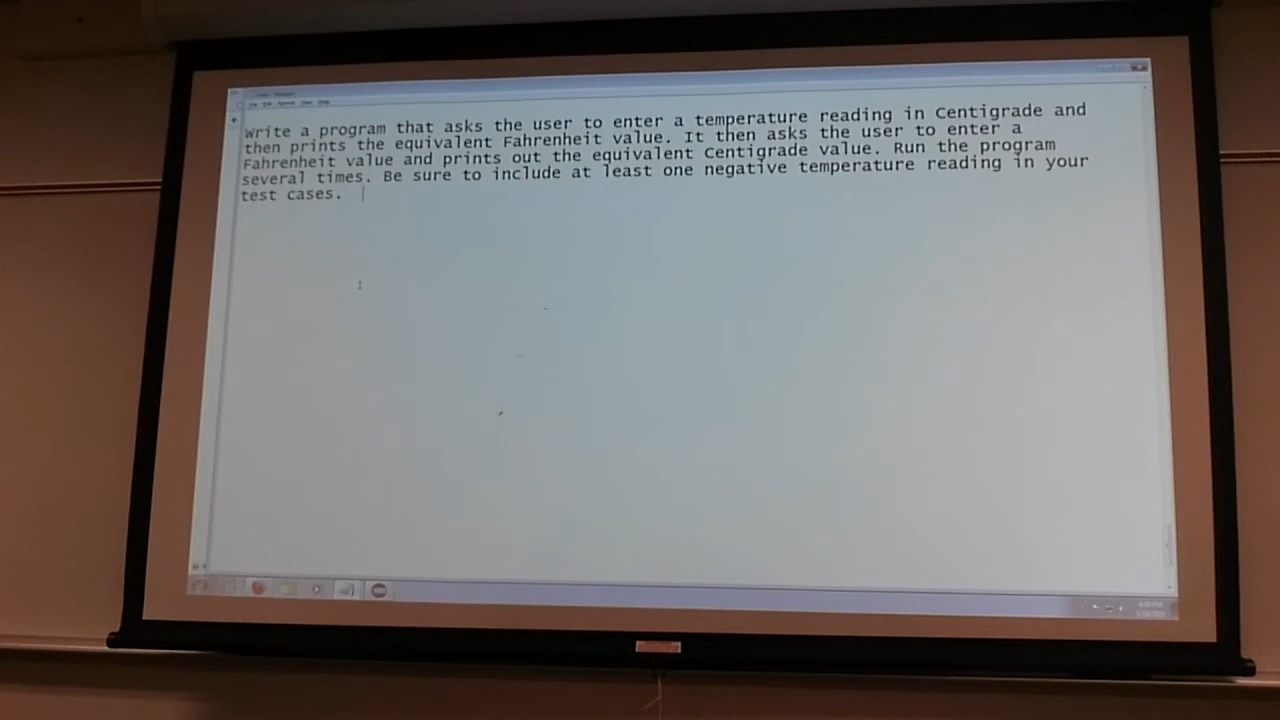 Write a program that asks the user to enter a temperature reading in Centigrade and
then prints the equivalent Fahrenheit value. It then asks the user to enter a
Fahrenheit value and prints out the equivalent Centigrade value. Run the program
several times. Be sure to include at least one negative temperature reading in your
test cases.